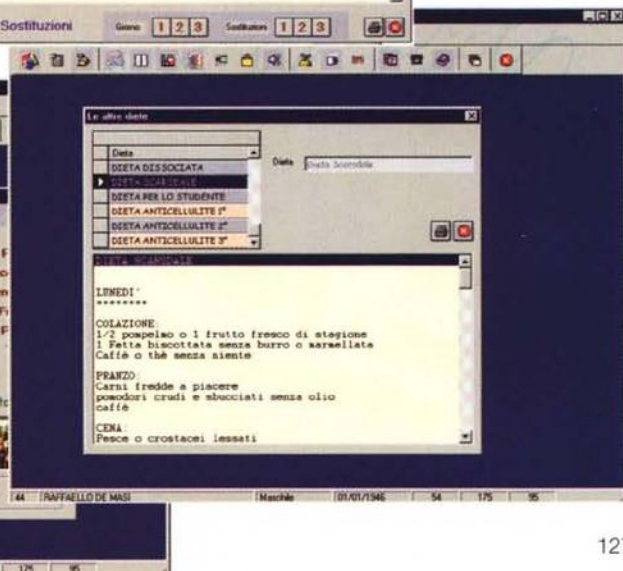 Sostituzioni Giorno 1 2 3 Sostituzioni 1 2 3
Le altre diete
Dieta
DIETA DISSOCIATA
DIETA SCARSDALE
DIETA PER LO STUDENTE
DIETA ANTICELLULITE 1°
DIETA ANTICELLULITE 2°
DIETA ANTICELLULITE 3°
Dieta Dieta Scarsdale
DIETA SCARSDALE
LUNEDI'
********
COLAZIONE:
1/2 pompelmo o 1 frutto fresco di stagione
1 Fetta biscottata senza burro o marmellata
Caffè o thè senza niente
PRANZO:
Carni fredde a piacere
pomodori crudi e sbucciati senza olio
caffè
CENA:
Pesce o crostacei lessati
44 RAFFAELLO DE MASI Maschile 01/01/1946 54 175 95
175 95
127